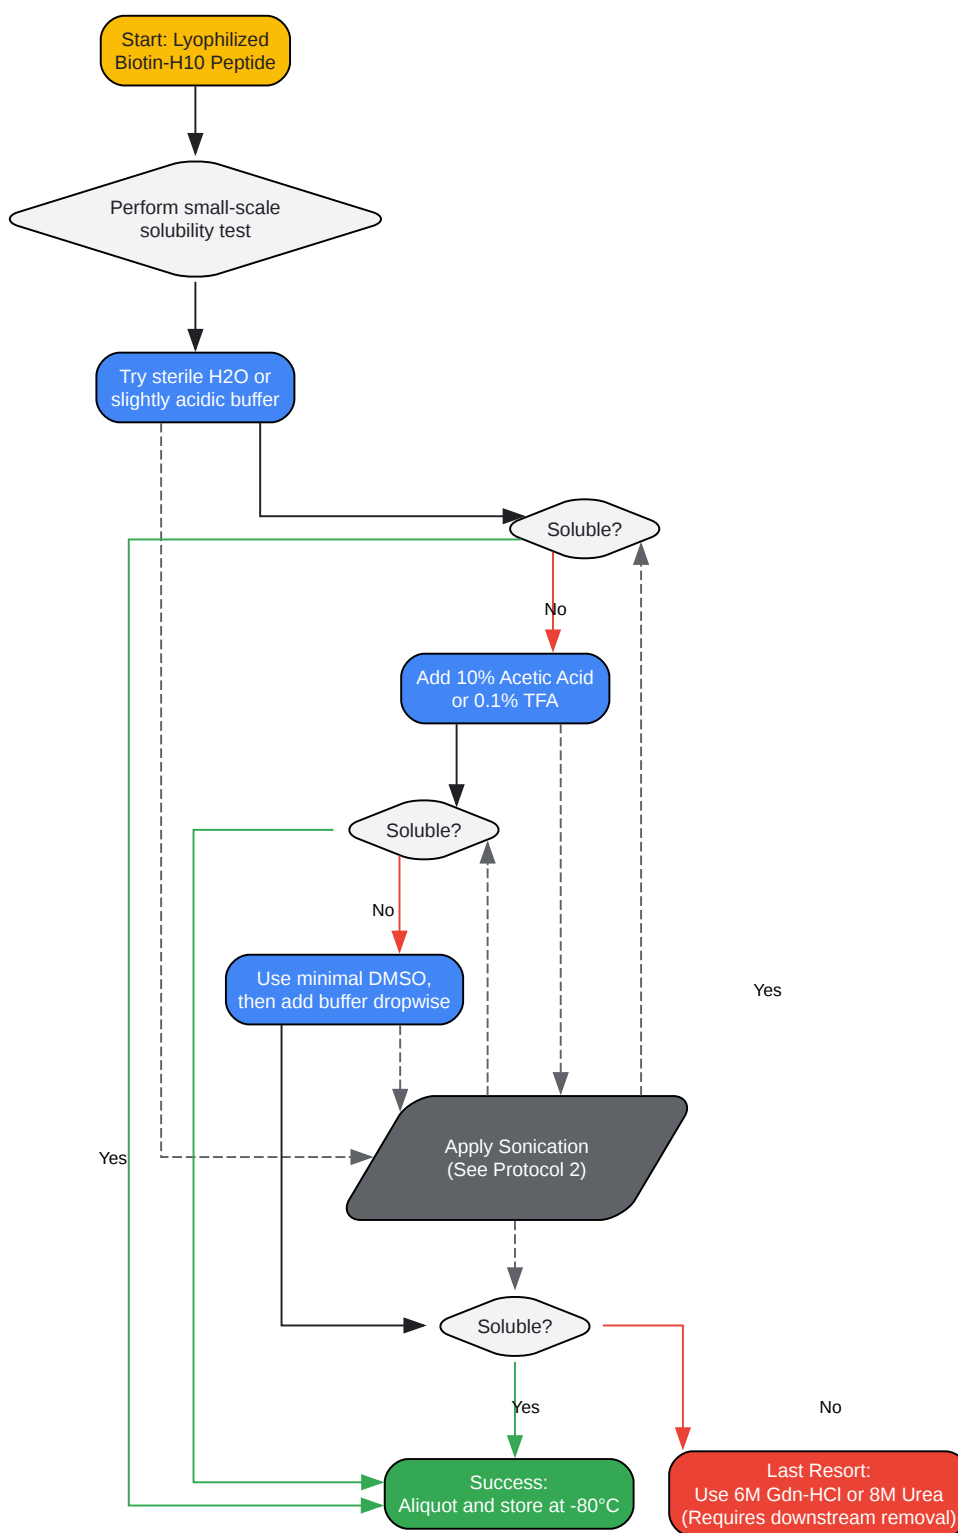 Start: Lyophilized
Biotin-H10 Peptide
Perform small-scale
solubility test
Try sterile H2O or
slightly acidic buffer
Soluble?
No
Add 10% Acetic Acid
or 0.1% TFA
Soluble?
No
Use minimal DMSO,
then add buffer dropwise
Yes
Apply Sonication
(See Protocol 2)
Yes
Soluble?
Yes
No
Success:
Aliquot and store at -80°C
Last Resort:
Use 6M Gdn-HCl or 8M Urea
(Requires downstream removal)